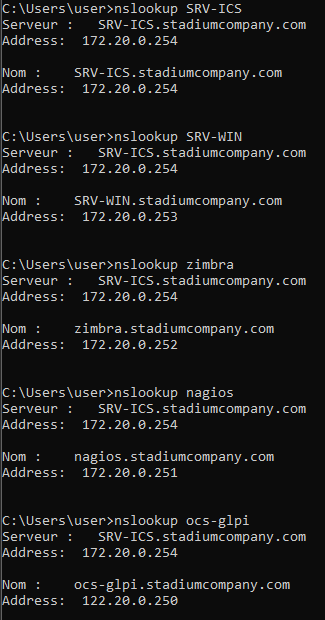 C:\Users\user>nslookup SRV-ICS
Serveur :   SRV-ICS.stadiumcompany.com
Address:  172.20.0.254
Nom :    SRV-ICS.stadiumcompany.com
Address:  172.20.0.254
C:\Users\user>nslookup SRV-WIN
Serveur :   SRV-ICS.stadiumcompany.com
Address:  172.20.0.254
Nom :    SRV-WIN.stadiumcompany.com
Address:  172.20.0.253
C:\Users\user>nslookup zimbra
Serveur :   SRV-ICS.stadiumcompany.com
Address:  172.20.0.254
Nom :    zimbra.stadiumcompany.com
Address:  172.20.0.252
C:\Users\user>nslookup nagios
Serveur :   SRV-ICS.stadiumcompany.com
Address:  172.20.0.254
Nom :    nagios.stadiumcompany.com
Address:  172.20.0.251
C:\Users\user>nslookup ocs-glpi
Serveur :   SRV-ICS.stadiumcompany.com
Address:  172.20.0.254
Nom :    ocs-glpi.stadiumcompany.com
Address:  122.20.0.250